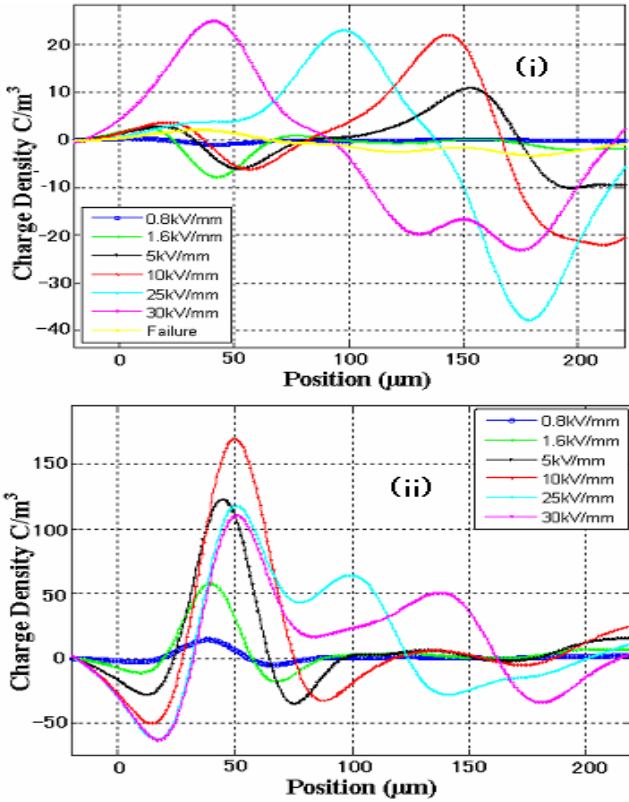 20
10
0
-10
-20
-30
-40
Charge Density C/m³
(i)
0.8kV/mm
1.6kV/mm
5kV/mm
10kV/mm
25kV/mm
30kV/mm
Failure
0 50 100 150 200
Position (μm)
150
100
50
0
-50
Charge Density C/m³
(ii)
0.8kV/mm
1.6kV/mm
5kV/mm
10kV/mm
25kV/mm
30kV/mm
0 50 100 150 200
Position (μm)